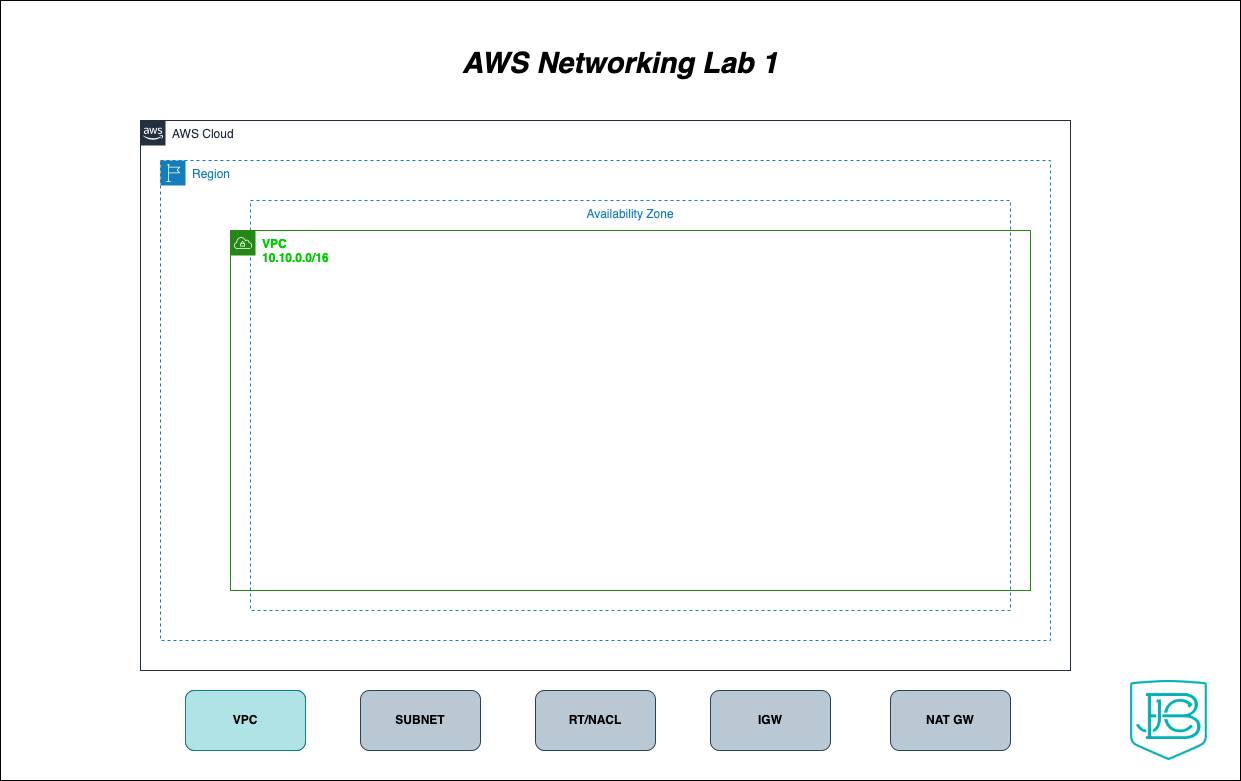 AWS Networking Lab 1
aws
AWS Cloud
Region
Availability Zone
VPC
10.10.0.0/16
VPC
SUBNET
RT/NACL
IGW
NAT GW